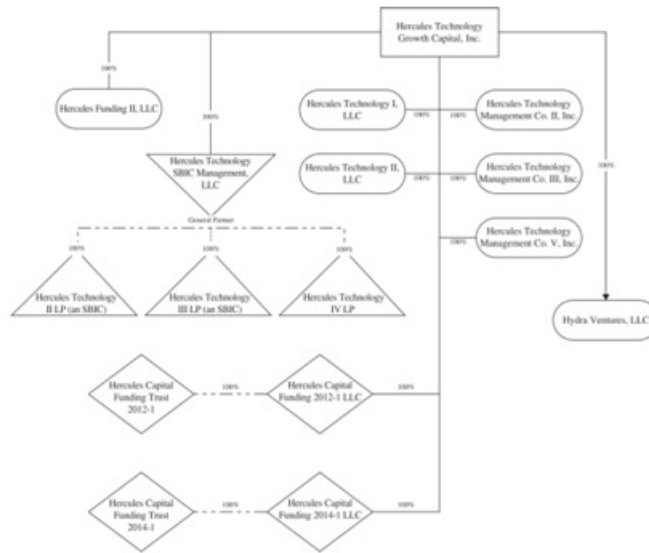 Hercules Technology
Growth Capital, Inc.
100%
Hercules Funding II, LLC
100%
Hercules Technology I,
LLC
100%
100%
Hercules Technology
Management Co. II, Inc.
Hercules Technology
SBIC Management,
LLC
Hercules Technology II,
LLC
100%
100%
Hercules Technology
Management Co. III, Inc.
100%
General Partner
100%
100%
100%
100%
Hercules Technology
Management Co. V, Inc.
Hercules Technology
II LP (an SBIC)
Hercules Technology
III LP (an SBIC)
Hercules Technology
IV LP
Hydra Ventures, LLC
Hercules Capital
Funding Trust
2012-1
100%
Hercules Capital
Funding 2012-1 LLC
100%
Hercules Capital
Funding Trust
2014-1
100%
Hercules Capital
Funding 2014-1 LLC
100%